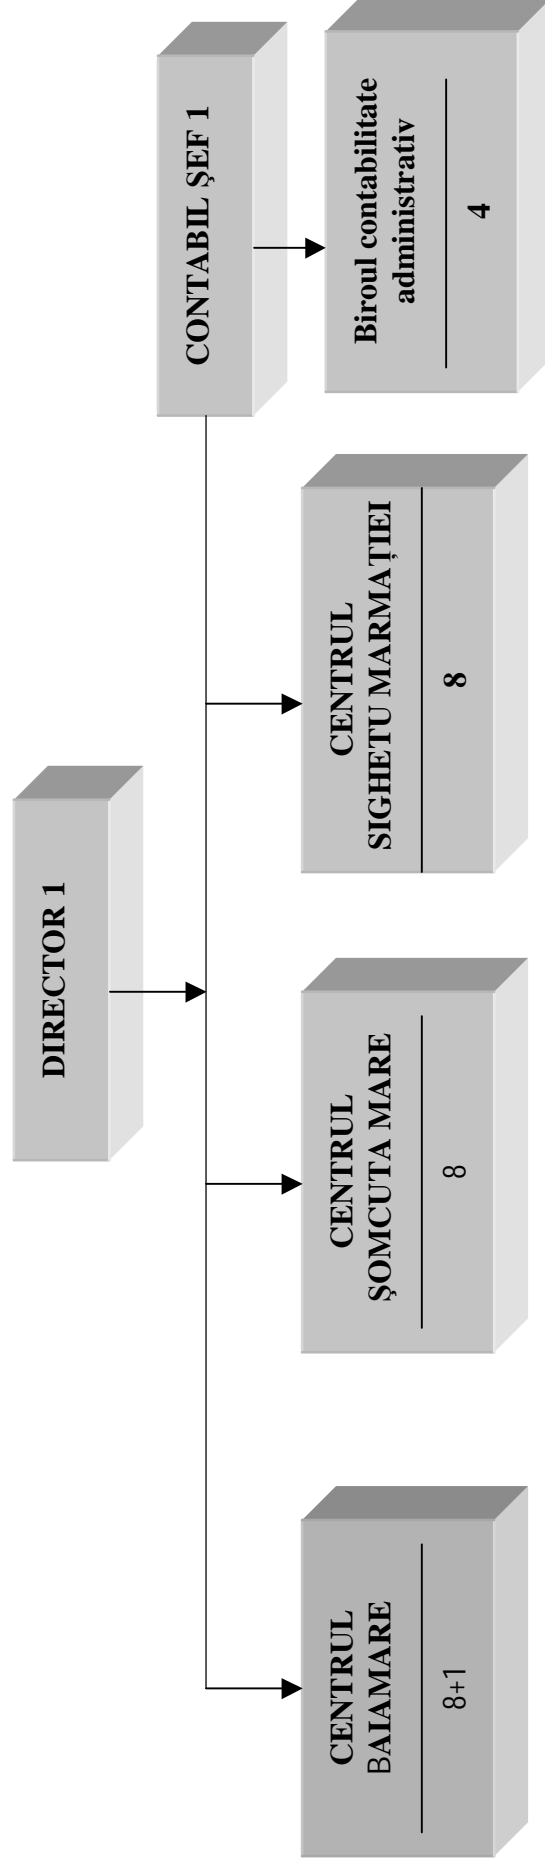 DIRECTOR 1
CONTABIL ŞEF 1
CENTRUL
BAIAMARE
8+1
CENTRUL
ŞOMCUTA MARE
8
CENTRUL
SIGHETU MARMAȚIEI
8
Biroul contabilitate
administrativ
4